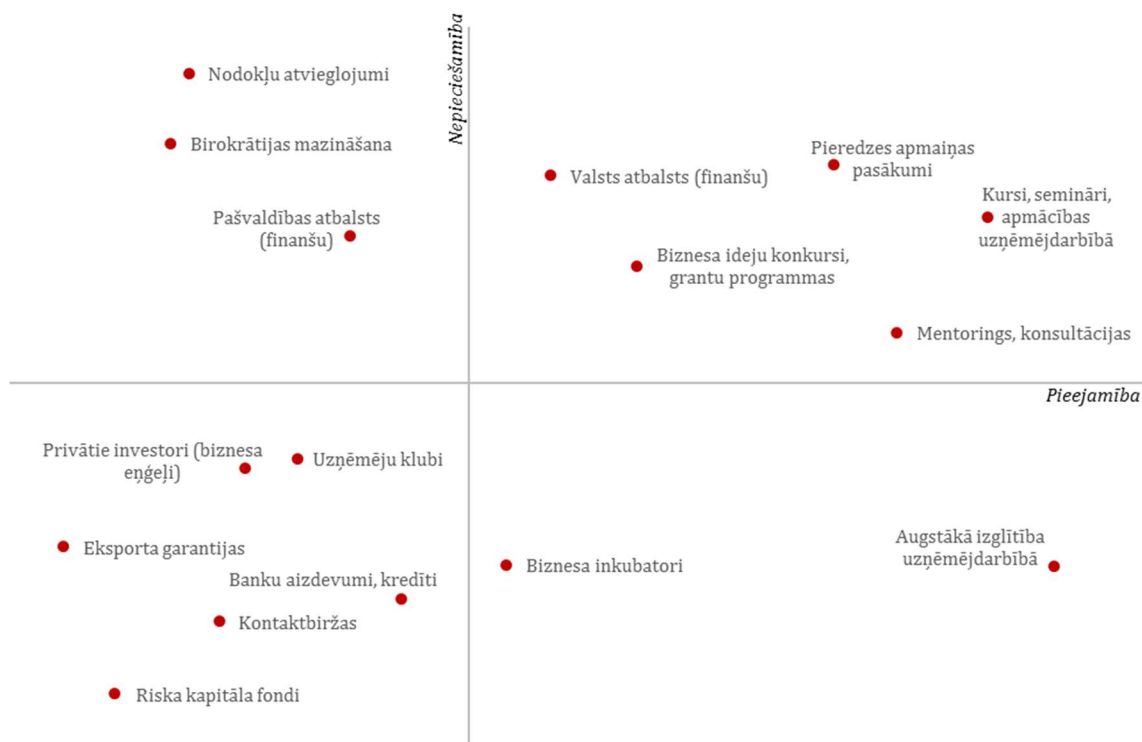 Nepieciešamība
Nodokļu atvieglojumi
Birokrātijas mazināšana
Pašvaldības atbalsts
(finanšu)
Valsts atbalsts (finanšu)
Pieredzes apmaiņas
pasākumi
Kursi, semināri,
apmācības
uzņēmējdarbībā
Biznesa ideju konkursi,
grantu programmas
Mentorings, konsultācijas
Pieejamība
Privātie investori (biznesa
eņģeļi)
Uzņēmēju klubi
Eksporta garantijas
Banku aizdevumi, kredīti
Kontaktbiržas
Riska kapitāla fondi
Biznesa inkubatori
Augstākā izglītība
uzņēmējdarbībā